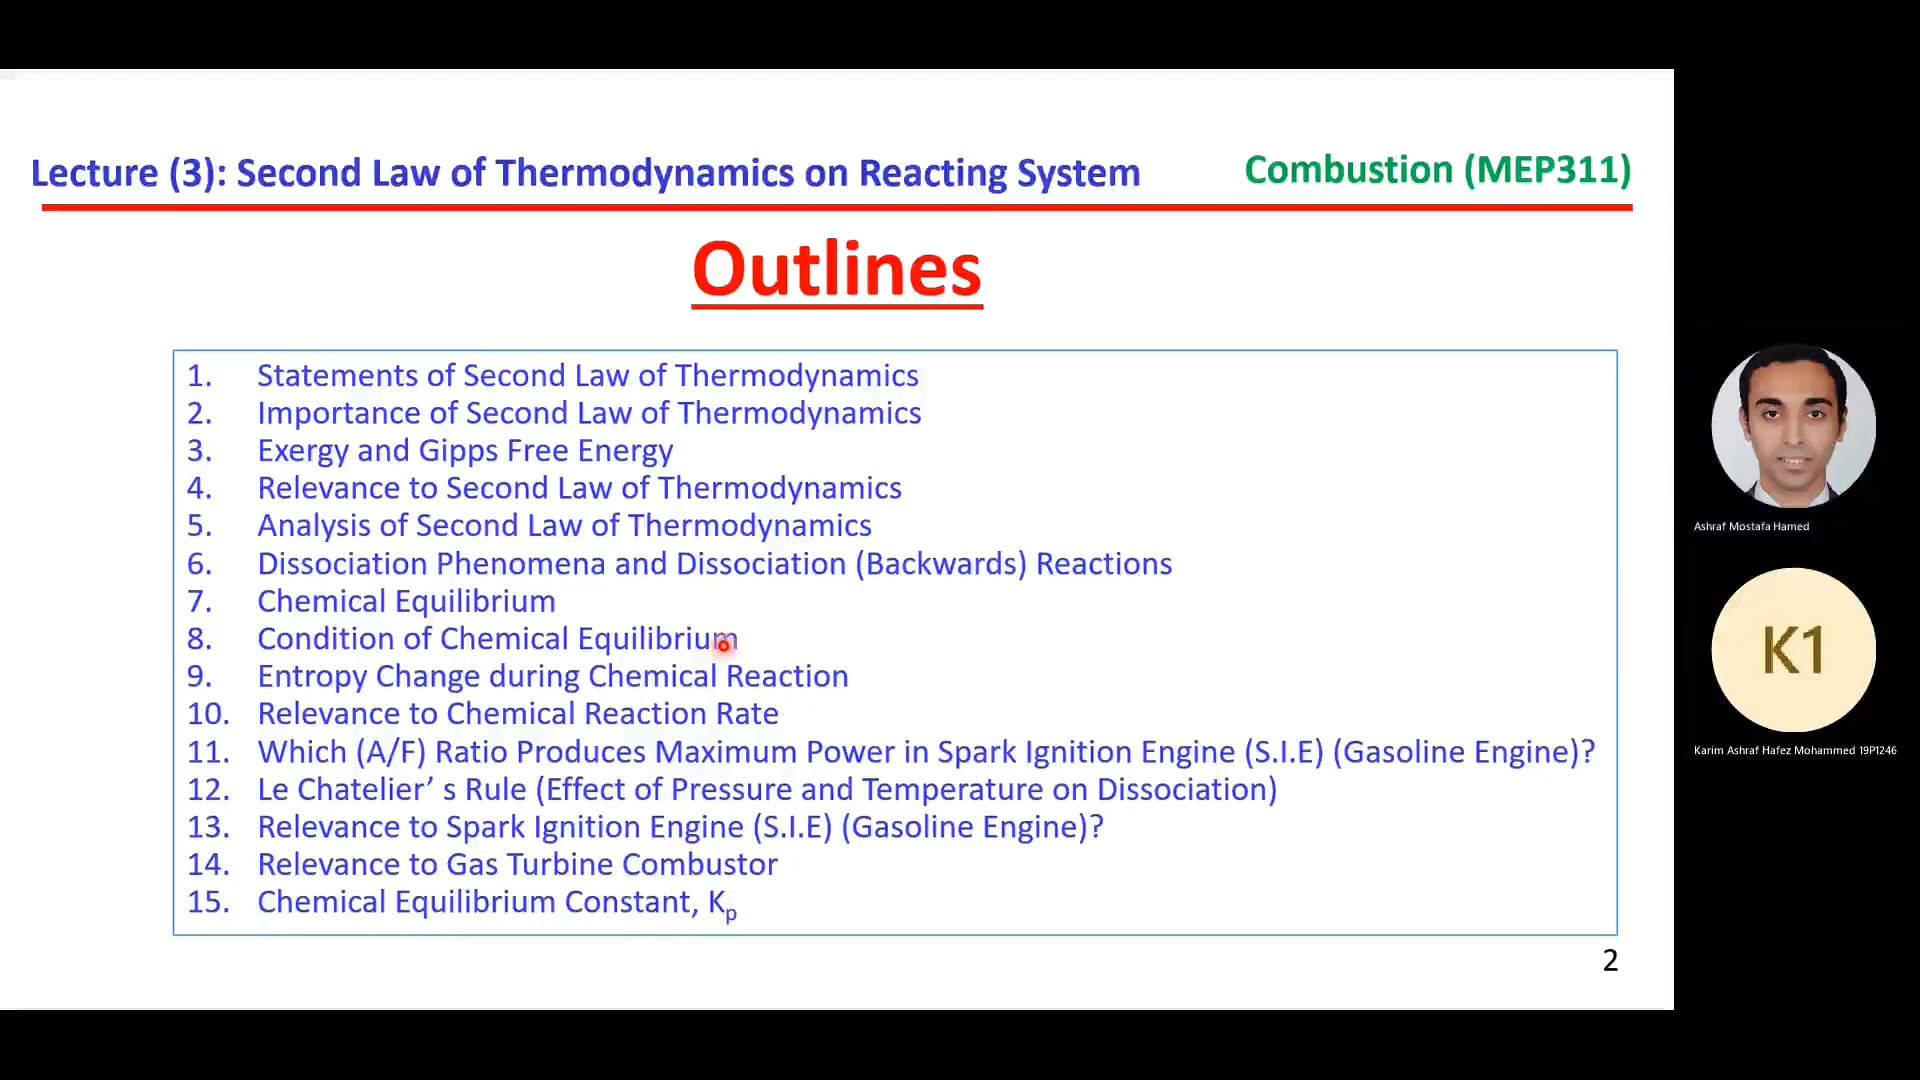 Lecture (3): Second Law of Thermodynamics on Reacting System
Combustion (MEP311)
Outlines
1. Statements of Second Law of Thermodynamics
2. Importance of Second Law of Thermodynamics
3. Exergy and Gipps Free Energy
4. Relevance to Second Law of Thermodynamics
5. Analysis of Second Law of Thermodynamics
6. Dissociation Phenomena and Dissociation (Backwards) Reactions
7. Chemical Equilibrium
8. Condition of Chemical Equilibrium
9. Entropy Change during Chemical Reaction
10. Relevance to Chemical Reaction Rate
11. Which (A/F) Ratio Produces Maximum Power in Spark Ignition Engine (S.I.E) (Gasoline Engine)?
12. Le Chatelier’ s Rule (Effect of Pressure and Temperature on Dissociation)
13. Relevance to Spark Ignition Engine (S.I.E) (Gasoline Engine)?
14. Relevance to Gas Turbine Combustor
15. Chemical Equilibrium Constant, Kp
2
Ashraf Mostafa Hamed
K1
Karim Ashraf Hafez Mohammed 19P1246